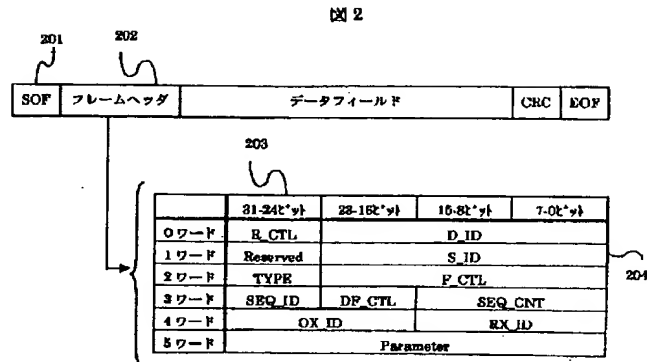 図2
201 202
SOF フレームヘッダ データフィールド CRC EOF
203
31-24ビット 23-16ビット 15-8ビット 7-0ビット
0ワード R_CTL D_ID
1ワード Reserved S_ID
2ワード TYPE F_CTL
3ワード SEQ_ID DF_CTL SEQ_CNT
4ワード OX_ID RX_ID
5ワード Parameter
204